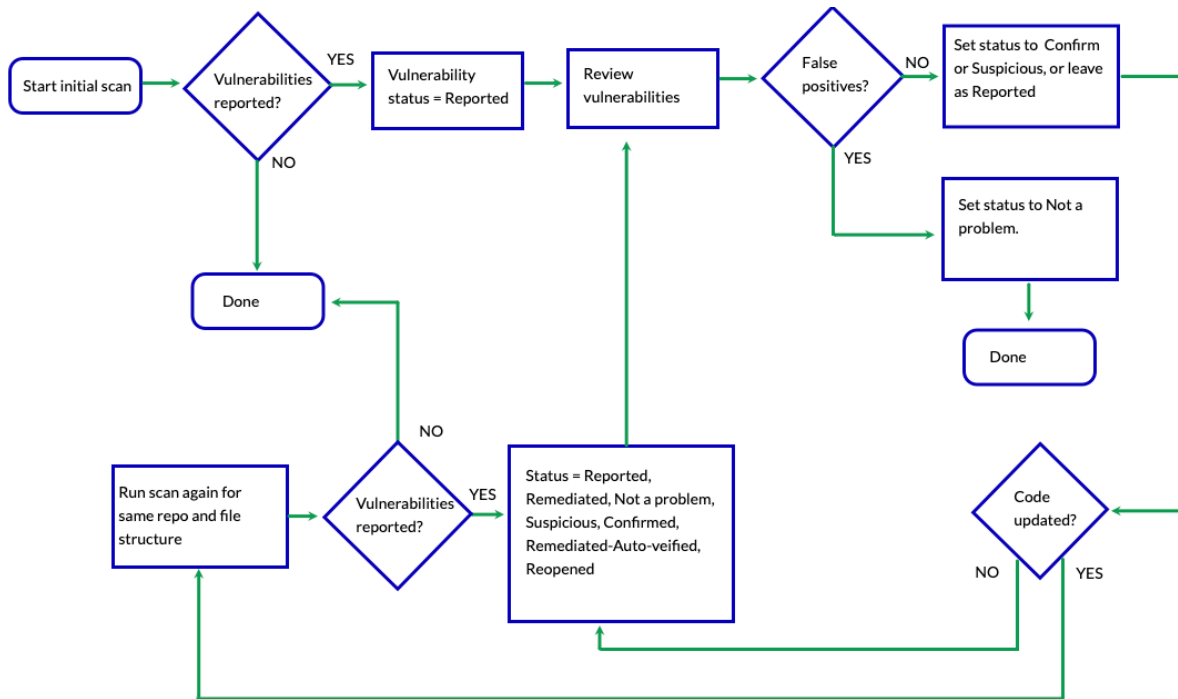 Start initial scan
Vulnerabilities
reported?
YES
NO
Vulnerability
status = Reported
Review
vulnerabilities
False
positives?
NO
YES
Set status to Confirm
or Suspicious, or leave
as Reported
Set status to Not a
problem.
Done
Done
Run scan again for
same repo and file
structure
Vulnerabilities
reported?
NO
YES
Status = Reported,
Remediated, Not a problem,
Suspicious, Confirmed,
Remediated-Auto-veified,
Reopened
Code
updated?
NO
YES